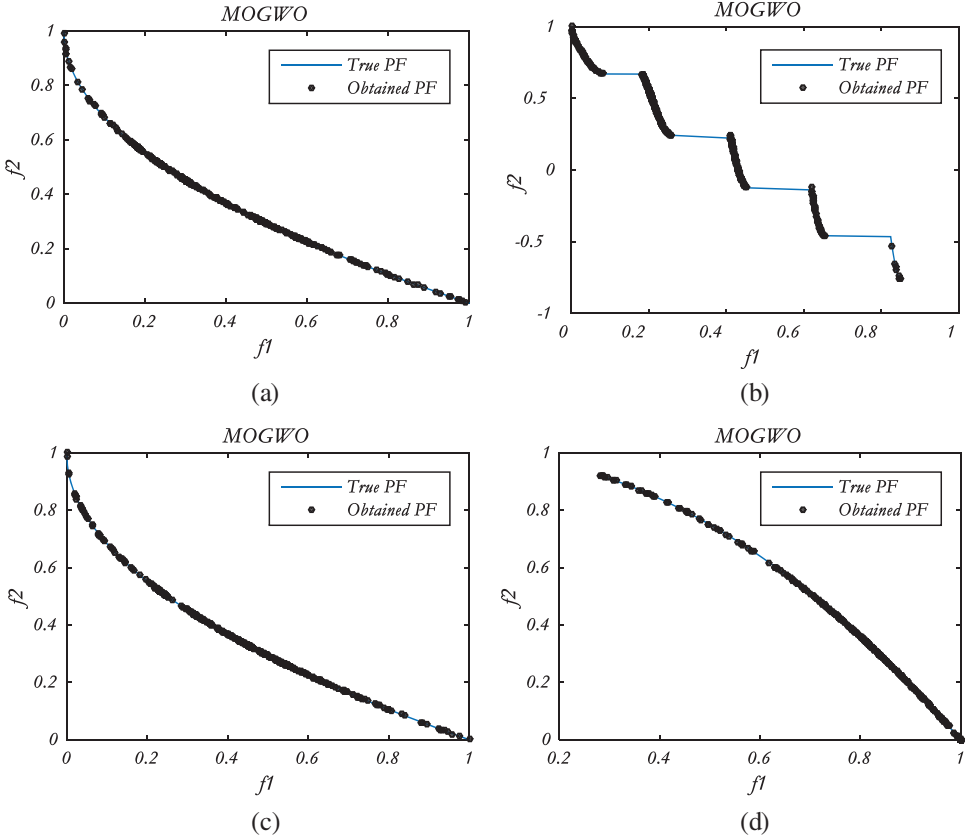 MOGWO
1
0.8
0.6
0.4
0.2
0
f2
True PF
Obtained PF
0 0.2 0.4 0.6 0.8 1
f1
(a)
MOGWO
1
0.5
0
-0.5
-1
f2
True PF
Obtained PF
0 0.2 0.4 0.6 0.8 1
f1
(b)
MOGWO
1
0.8
0.6
0.4
0.2
0
f2
True PF
Obtained PF
0 0.2 0.4 0.6 0.8 1
f1
(c)
MOGWO
1
0.8
0.6
0.4
0.2
0
f2
True PF
Obtained PF
0.2 0.4 0.6 0.8 1
f1
(d)